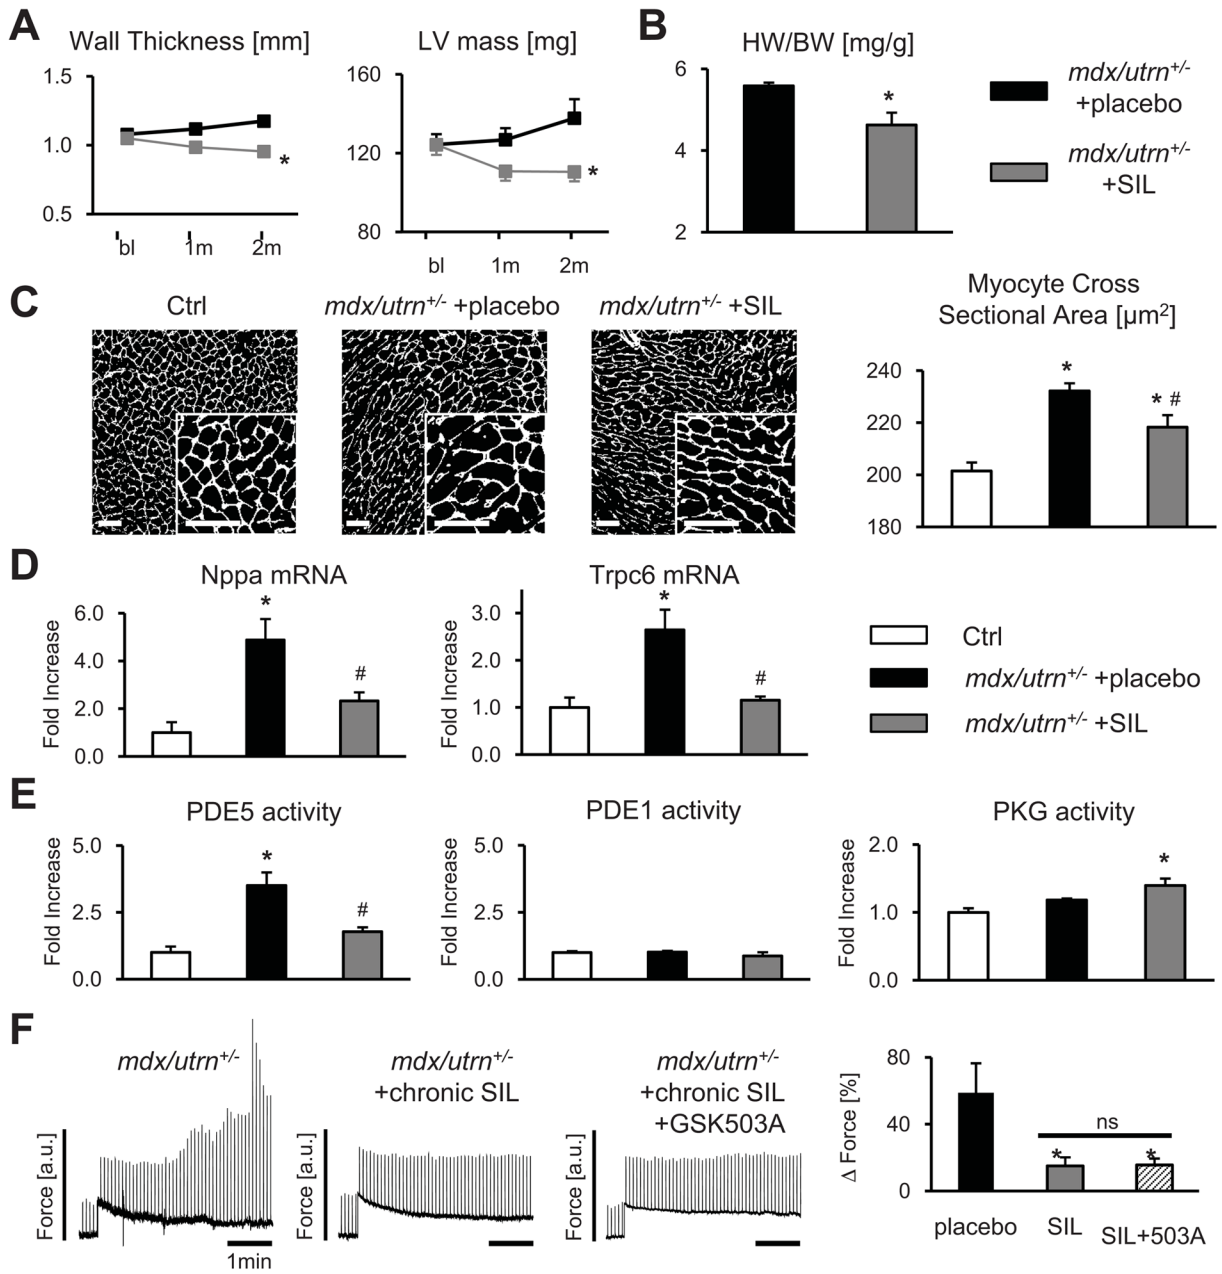 A
Wall Thickness [mm]
1.5
1.0
0.5
*
bl
1m
2m
LV mass [mg]
160
120
80
*
bl
1m
2m
B
HW/BW [mg/g]
6
4
2
*
mdx/utrn+/-
+placebo
mdx/utrn+/-
+SIL
C
Ctrl
mdx/utrn+/- +placebo
mdx/utrn+/- +SIL
Myocyte Cross
Sectional Area [µm2]
240
220
200
180
*
* #
D
Nppa mRNA
Fold Increase
6.0
4.0
2.0
0.0
*
#
Trpc6 mRNA
Fold Increase
3.0
2.0
1.0
0.0
*
#
Ctrl
mdx/utrn+/- +placebo
mdx/utrn+/- +SIL
E
PDE5 activity
Fold Increase
5.0
2.5
0.0
*
#
PDE1 activity
Fold Increase
5.0
2.5
0.0
PKG activity
Fold Increase
2.0
1.0
0.0
*
F
mdx/utrn+/-
Force [a.u.]
1min
mdx/utrn+/-
+chronic SIL
Force [a.u.]
mdx/utrn+/-
+chronic SIL
+GSK503A
Force [a.u.]
Δ Force [%]
80
40
0
ns
*
*
placebo
SIL
SIL+503A